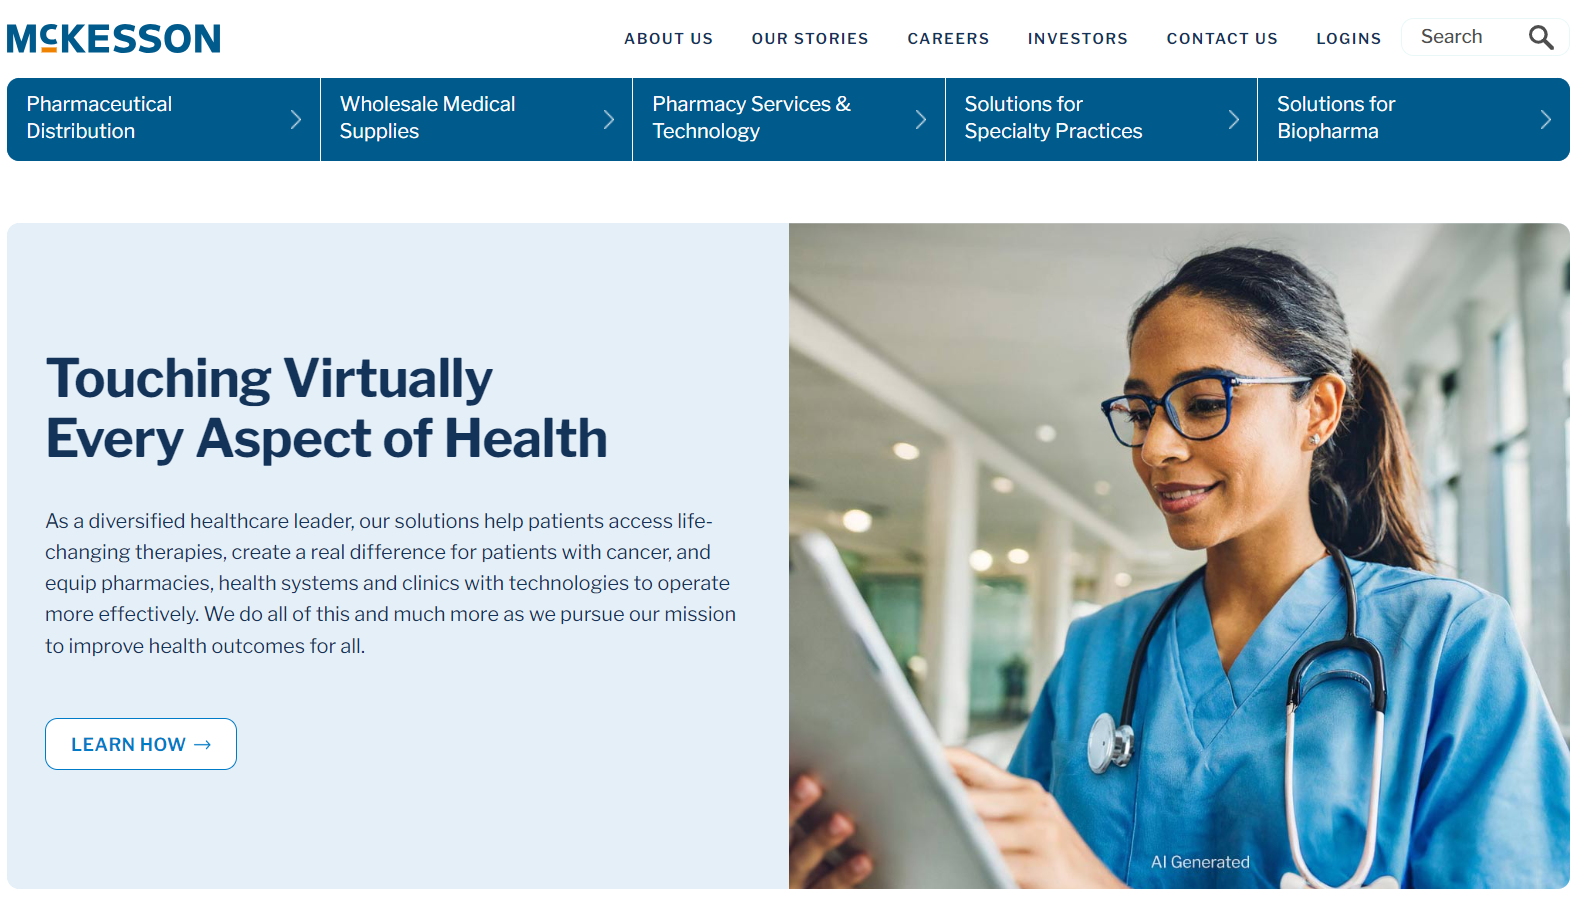 McKESSON
ABOUT US
OUR STORIES
CAREERS
INVESTORS
CONTACT US
LOGINS
Search
Pharmaceutical
Distribution
Wholesale Medical
Supplies
Pharmacy Services &
Technology
Solutions for
Specialty Practices
Solutions for
Biopharma
Touching Virtually
Every Aspect of Health
As a diversified healthcare leader, our solutions help patients access life-
changing therapies, create a real difference for patients with cancer, and
equip pharmacies, health systems and clinics with technologies to operate
more effectively. We do all of this and much more as we pursue our mission
to improve health outcomes for all.
LEARN HOW →
AI Generated